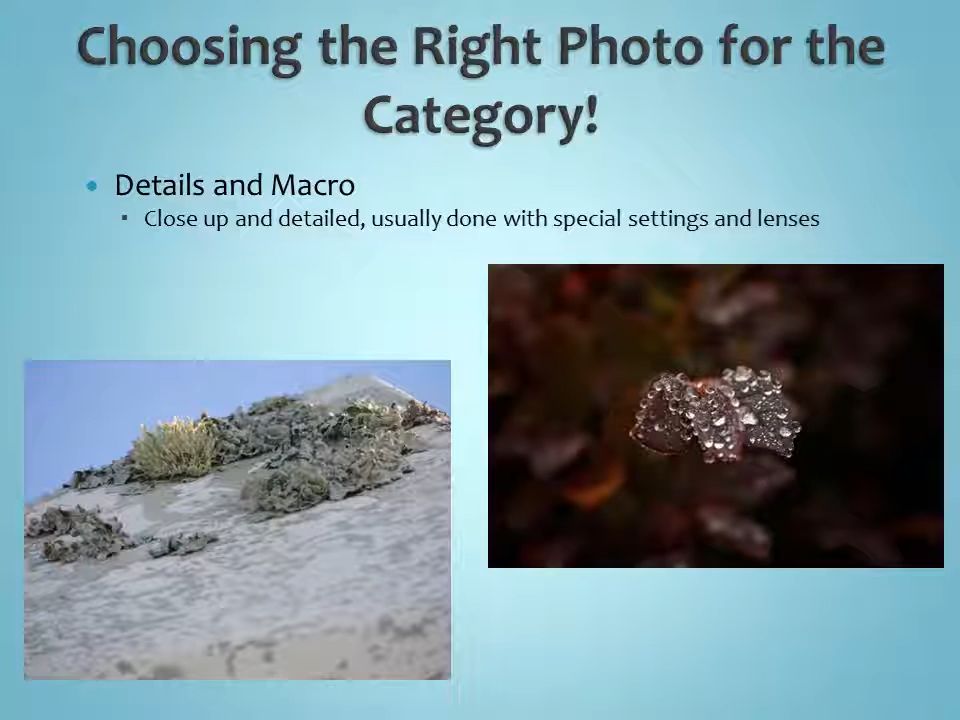 Choosing the Right Photo for the
Category!
• Details and Macro
▪ Close up and detailed, usually done with special settings and lenses